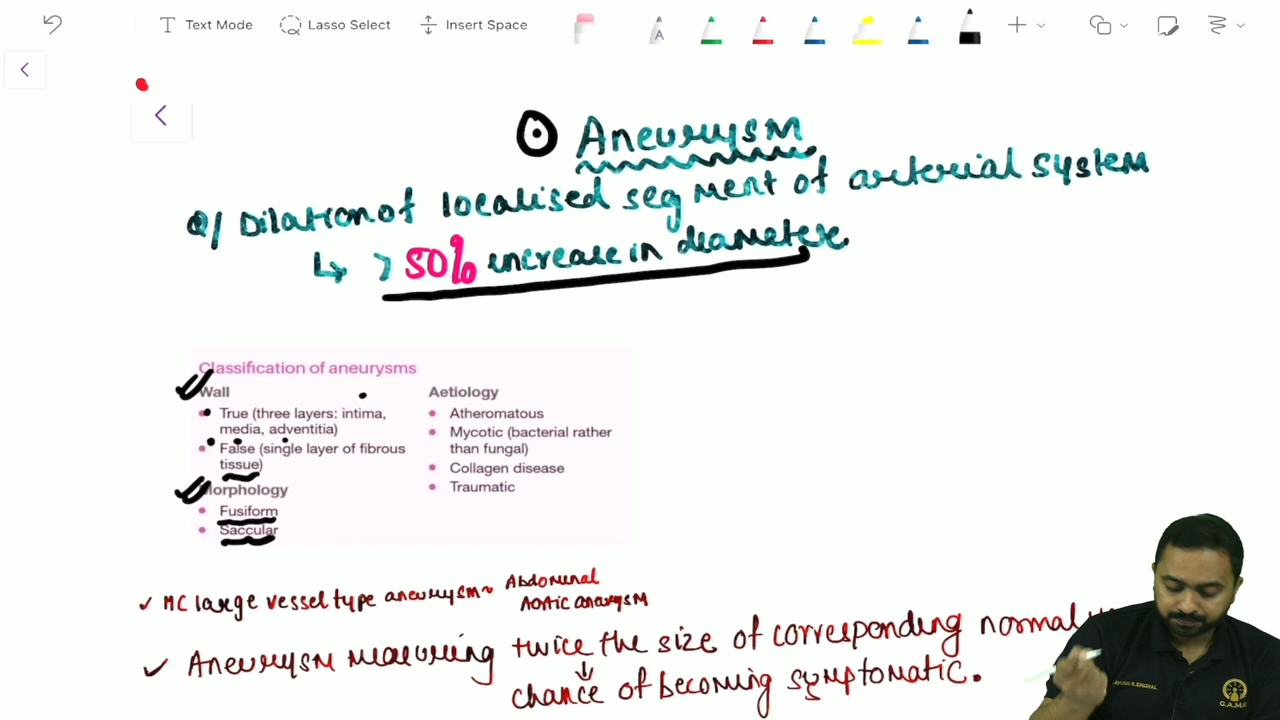 Text Mode
Lasso Select
Insert Space
Aneurysm
Q/ Dilation of localised segment of arterial system
↳ > 50% increase in diameter.
Classification of aneurysms
Wall
• True (three layers: intima,
media, adventitia)
• False (single layer of fibrous
tissue)
Morphology
• Fusiform
• Saccular
Aetiology
• Atheromatous
• Mycotic (bacterial rather
than fungal)
• Collagen disease
• Traumatic
✓ MC large vessel type aneurysm~ Abdominal
Aortic aneurysm
✓ Aneurysm measuring twice the size of corresponding normal
↓
chance of becoming symptomatic.
G.A.M.E